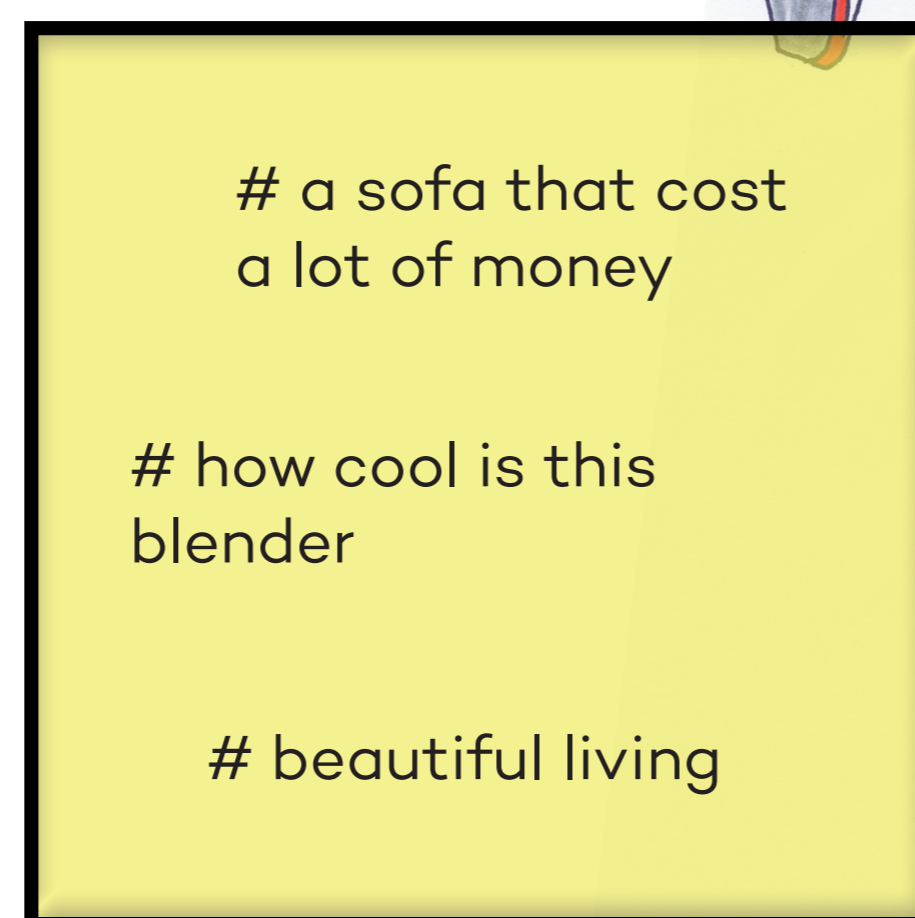 # a sofa that cost
a lot of money
# how cool is this
blender
# beautiful living